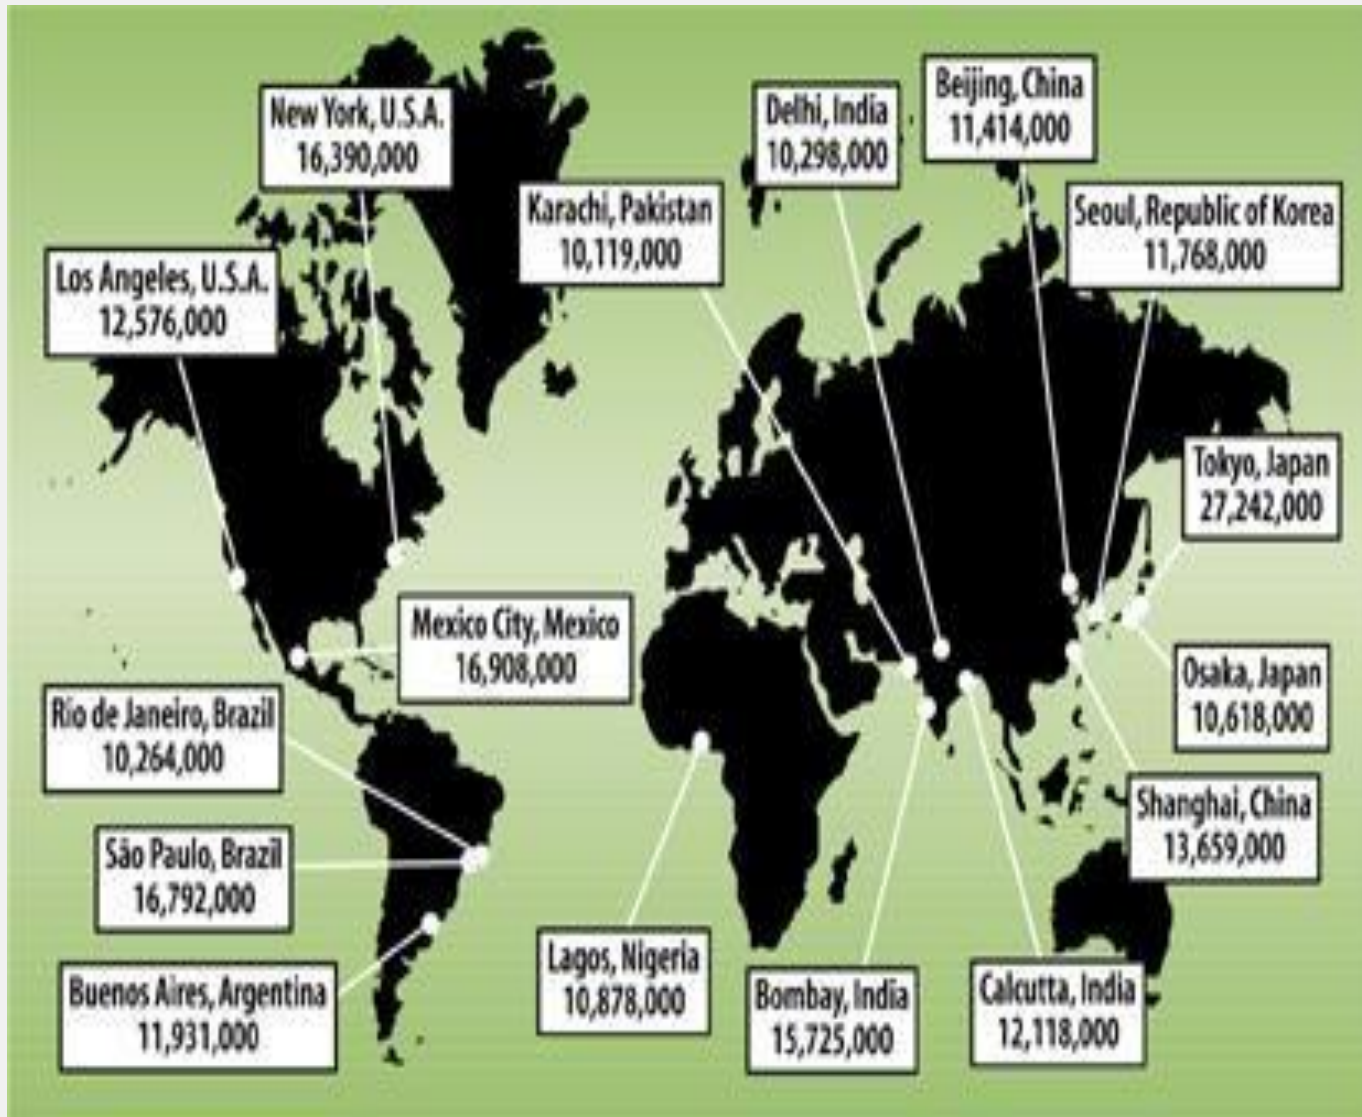 New York, U.S.A.
16,390,000
Delhi, India
10,298,000
Beijing, China
11,414,000
Karachi, Pakistan
10,119,000
Seoul, Republic of Korea
11,768,000
Los Angeles, U.S.A.
12,576,000
Tokyo, Japan
27,242,000
Mexico City, Mexico
16,908,000
Osaka, Japan
10,618,000
Rio de Janeiro, Brazil
10,264,000
Shanghai, China
13,659,000
São Paulo, Brazil
16,792,000
Lagos, Nigeria
10,878,000
Bombay, India
15,725,000
Calcutta, India
12,118,000
Buenos Aires, Argentina
11,931,000